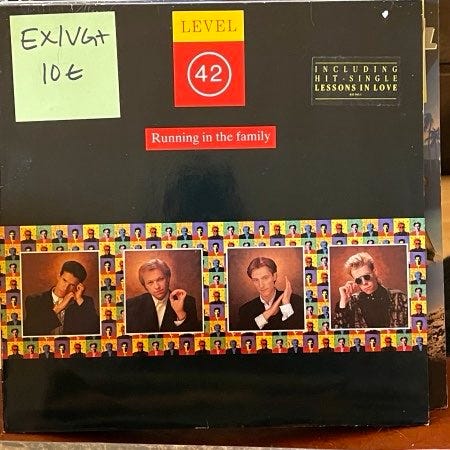 EX/VG+
10€
LEVEL
42
Running in the family
INCLUDING
HIT-SINGLE
LESSONS IN LOVE